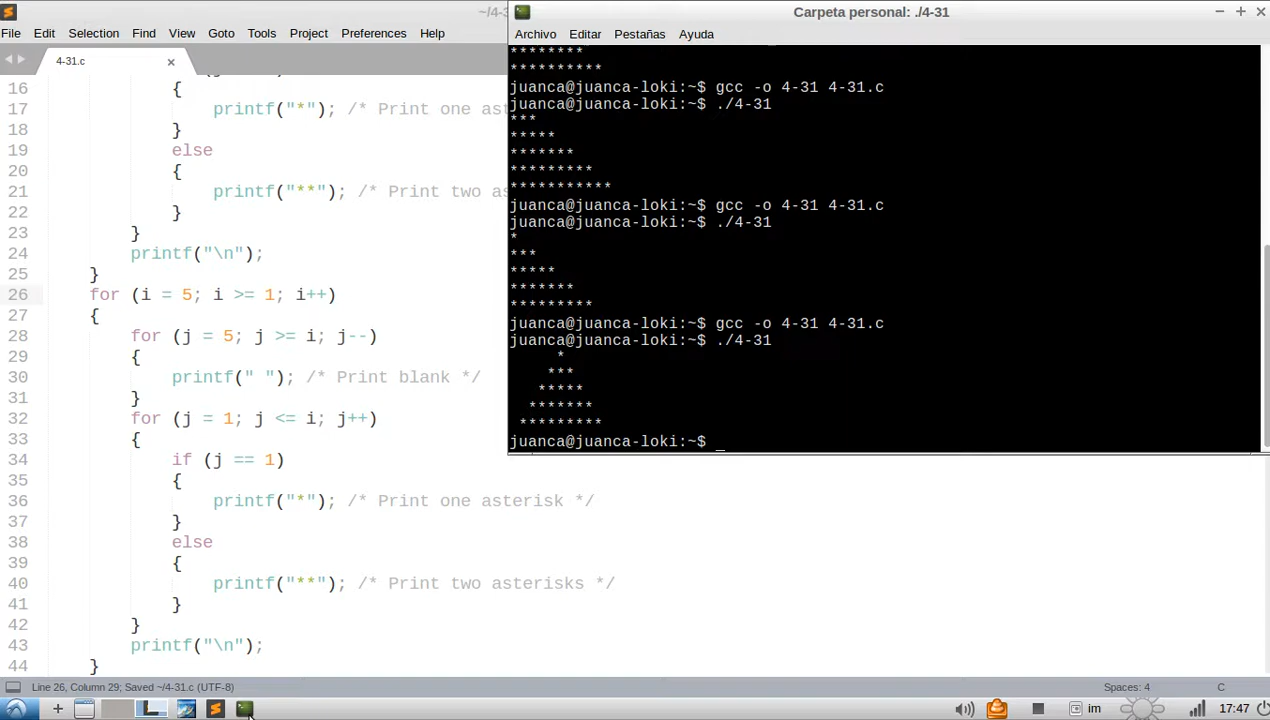 ~/4-3
Carpeta personal: ./4-31
File Edit Selection Find View Goto Tools Project Preferences Help
Archivo Editar Pestañas Ayuda
4-31.c
16 {
17 printf("*"); /* Print one as
18 }
19 else
20 {
21 printf("**"); /* Print two as
22 }
23 }
24 printf("\n");
25 }
26 for (i = 5; i >= 1; i++)
27 {
28 for (j = 5; j >= i; j--)
29 {
30 printf(" "); /* Print blank */
31 }
32 for (j = 1; j <= i; j++)
33 {
34 if (j == 1)
35 {
36 printf("*"); /* Print one asterisk */
37 }
38 else
39 {
40 printf("**"); /* Print two asterisks */
41 }
42 }
43 printf("\n");
44 }
********
**********
juanca@juanca-loki:~$ gcc -o 4-31 4-31.c
juanca@juanca-loki:~$ ./4-31
***
*****
*******
*********
***********
juanca@juanca-loki:~$ gcc -o 4-31 4-31.c
juanca@juanca-loki:~$ ./4-31
*
***
*****
*******
*********
juanca@juanca-loki:~$ gcc -o 4-31 4-31.c
juanca@juanca-loki:~$ ./4-31
*
***
*****
*******
*********
juanca@juanca-loki:~$ _
Line 26, Column 29; Saved ~/4-31.c (UTF-8)
Spaces: 4
C
im
17:47